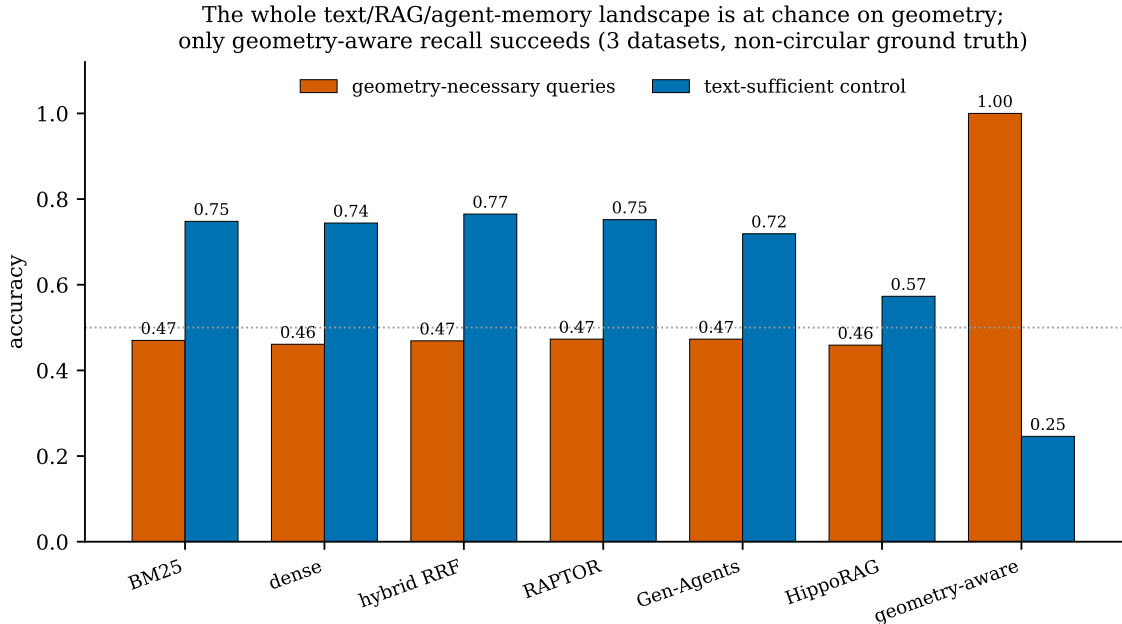 The whole text/RAG/agent-memory landscape is at chance on geometry;
only geometry-aware recall succeeds (3 datasets, non-circular ground truth)
geometry-necessary queries
text-sufficient control
accuracy
1.0
0.8
0.6
0.4
0.2
0.0
0.47
0.75
0.46
0.74
0.47
0.77
0.47
0.75
0.47
0.72
0.46
0.57
1.00
0.25
BM25
dense
hybrid RRF
RAPTOR
Gen-Agents
HippoRAG
geometry-aware